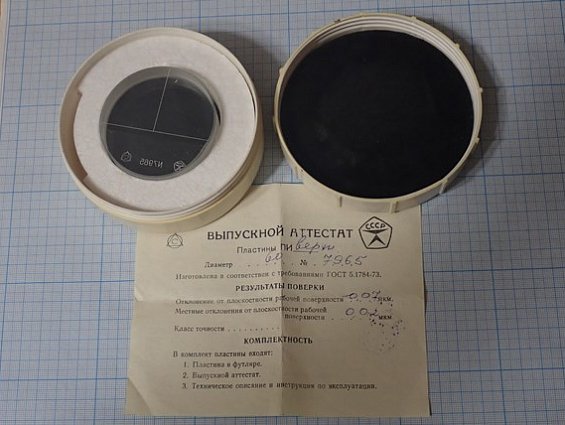 N7965
ВЫПУСКНОЙ АТТЕСТАТ
СССР
Пластины ПИ верх
Диаметр 60 № 7965
Изготовлена в соответствии с требованиями ГОСТ 5.1784-73.
РЕЗУЛЬТАТЫ ПОВЕРКИ
Отклонение от плоскостности рабочей поверхности 0,07 мкм.
Местные отклонения от плоскостности рабочей
поверхности 0,02 мкм
Класс точности
КОМПЛЕКТНОСТЬ
В комплект пластины входят:
1. Пластина в футляре.
2. Выпускной аттестат.
3. Техническое описание и инструкция по эксплуатации.